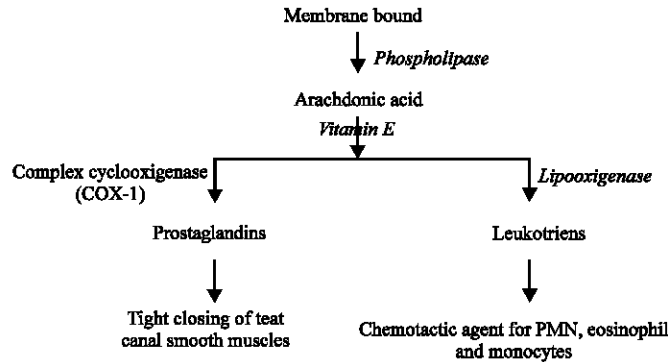 Membrane bound
Phospholipase
Arachdonic acid
Vitamin E
Complex cyclooxigenase
(COX-1)
Lipooxigenase
Prostaglandins
Leukotriens
Tight closing of teat
canal smooth muscles
Chemotactic agent for PMN, eosinophil
and monocytes